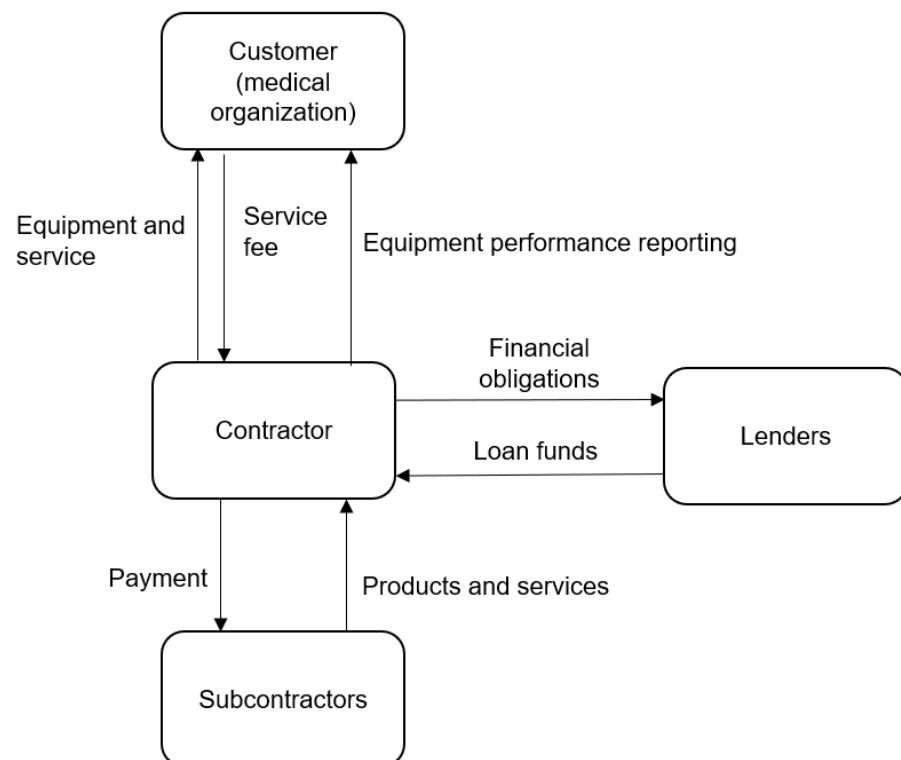 Customer
(medical
organization)
Equipment and
service
Service
fee
Equipment performance reporting
Financial
obligations
Contractor
Lenders
Loan funds
Payment
Products and services
Subcontractors